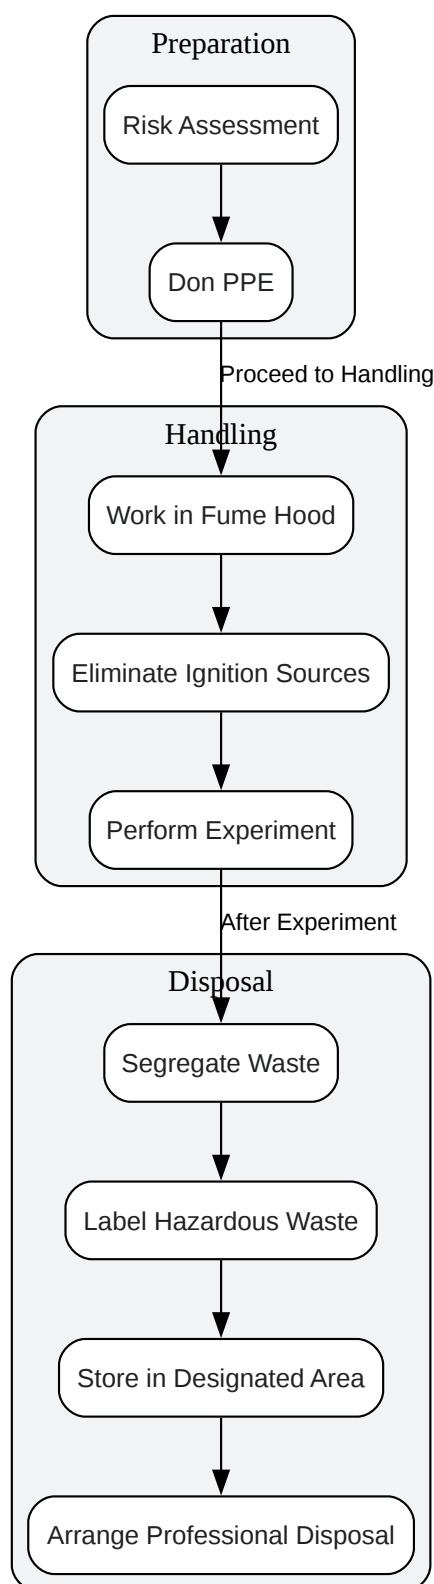 Preparation
Risk Assessment
Don PPE
Proceed to Handling
Handling
Work in Fume Hood
Eliminate Ignition Sources
Perform Experiment
After Experiment
Disposal
Segregate Waste
Label Hazardous Waste
Store in Designated Area
Arrange Professional Disposal